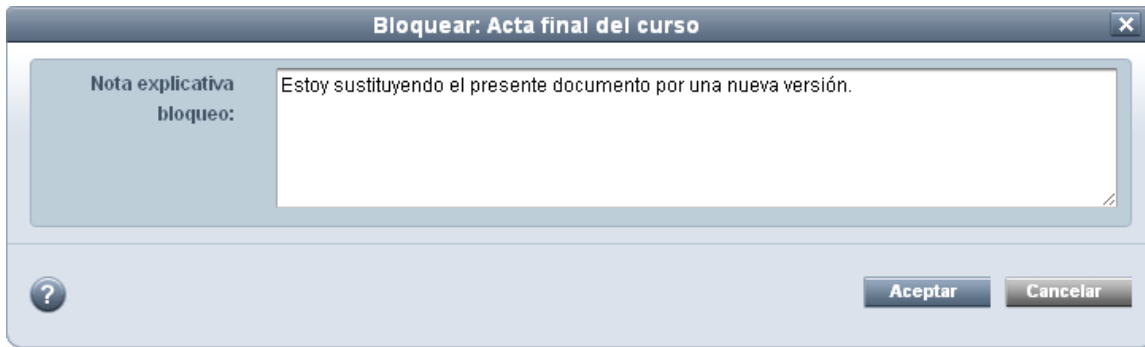 Bloquear: Acta final del curso
Nota explicativa
bloqueo:
Estoy sustituyendo el presente documento por una nueva versión.
?
Aceptar
Cancelar